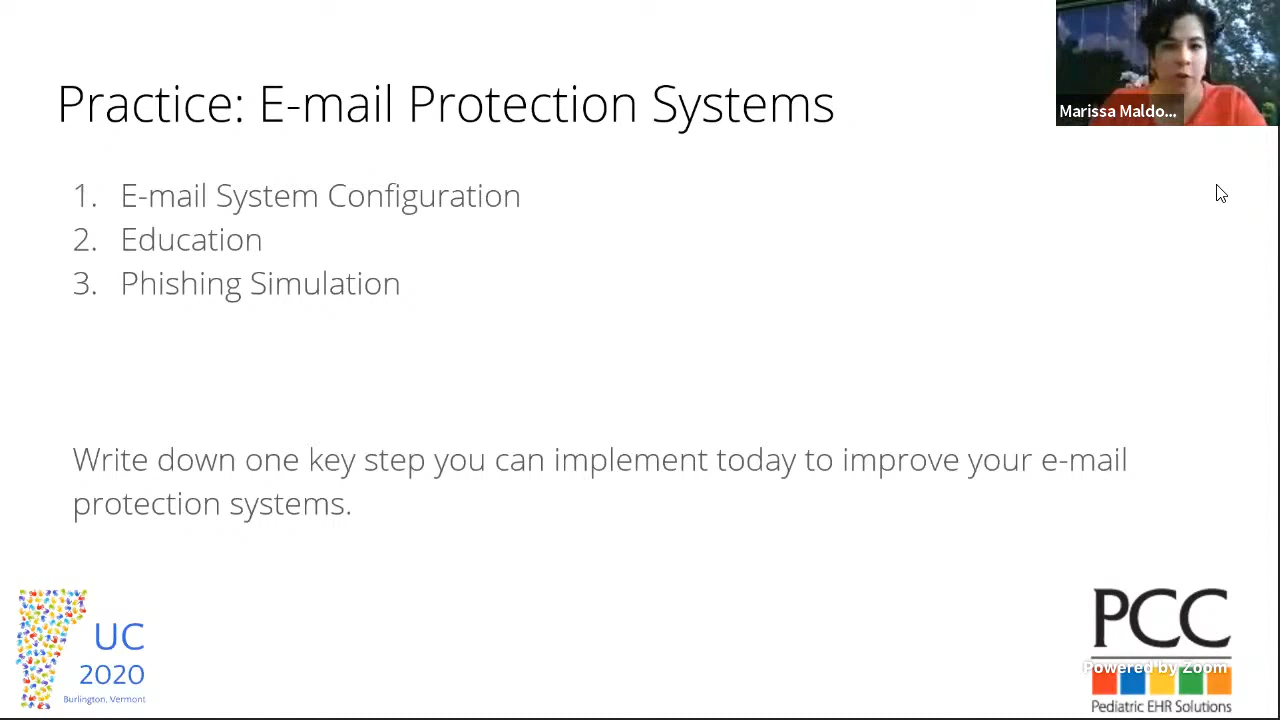 Practice: E-mail Protection Systems
Marissa Maldo...
1. E-mail System Configuration
2. Education
3. Phishing Simulation
Write down one key step you can implement today to improve your e-mail
protection systems.
UC
2020
Burlington, Vermont
PCC
Powered by Zoom
Pediatric EHR Solutions